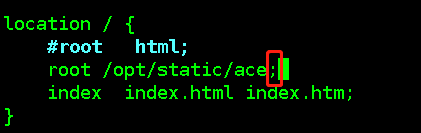 location / {
    #root   html;
    root /opt/static/ace;
    index  index.html index.htm;
}